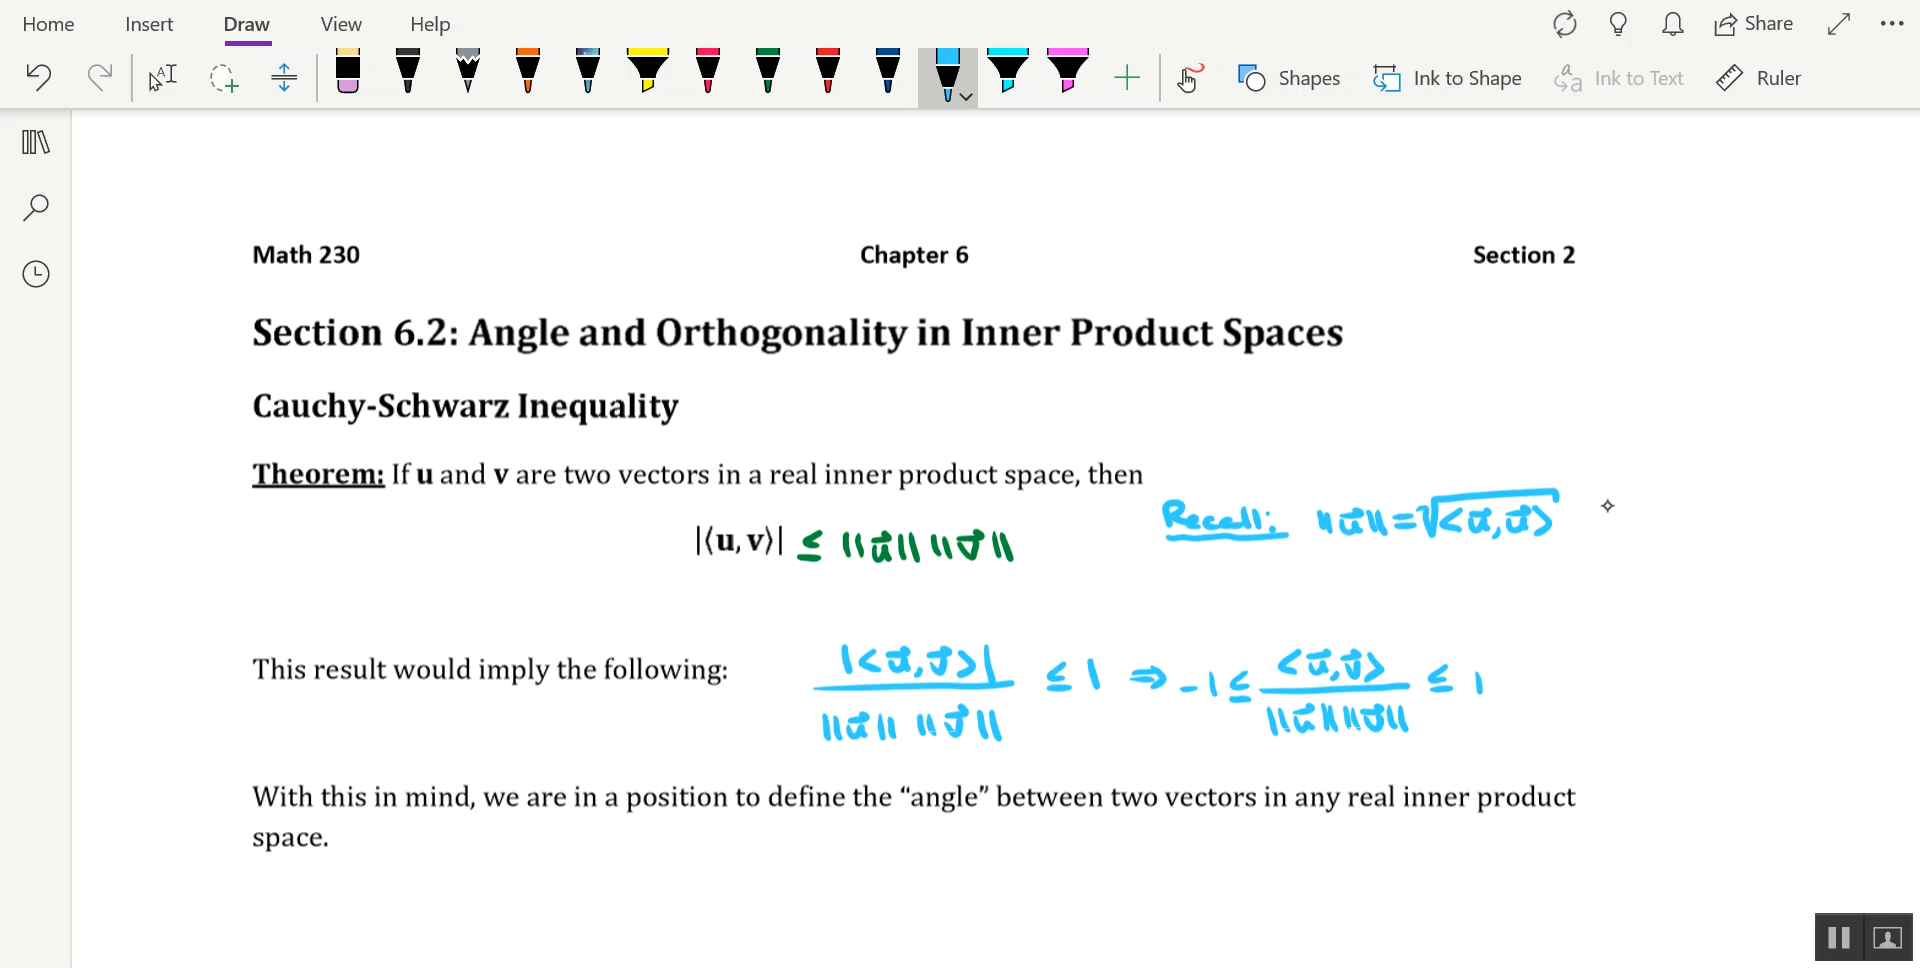 Home Insert Draw View Help Share
Shapes Ink to Shape Ink to Text Ruler
Math 230 Chapter 6 Section 2
Section 6.2: Angle and Orthogonality in Inner Product Spaces
Cauchy-Schwarz Inequality
Theorem: If u and v are two vectors in a real inner product space, then
|⟨u, v⟩| ≤ ||u⃗|| ||v⃗||
Recall: ||u⃗|| = √<u⃗,u⃗>
This result would imply the following: |<u⃗,v⃗>| / ||u⃗|| ||v⃗|| ≤ 1 ⇒ -1 ≤ <u⃗,v⃗> / ||u⃗|| ||v⃗|| ≤ 1
With this in mind, we are in a position to define the “angle” between two vectors in any real inner product
space.